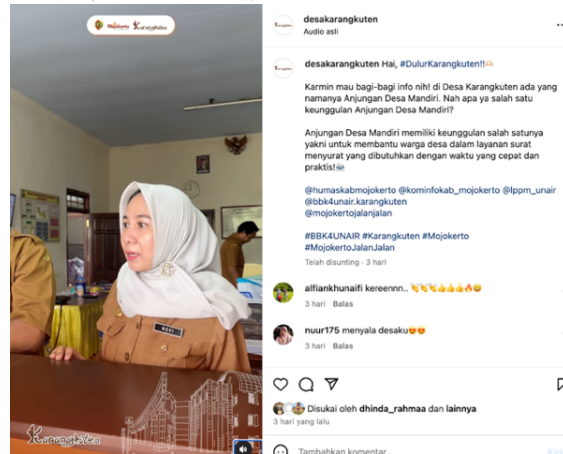 Mojokerto Karangkuten
NOVI
Karangkuten
desakarangkuten
Audio asli
desakarangkuten Hai, #DulurKarangkuten!!🫶🏻
Karmin mau bagi-bagi info nih! di Desa Karangkuten ada yang
namanya Anjungan Desa Mandiri. Nah apa ya salah satu
keunggulan Anjungan Desa Mandiri?
Anjungan Desa Mandiri memiliki keunggulan salah satunya
yakni untuk membantu warga desa dalam layanan surat
menyurat yang dibutuhkan dengan waktu yang cepat dan
praktis!
@humaskabmojokerto @kominfokab_mojokerto @lppm_unair
@bbk4unair.karangkuten
@mojokertojalanjalan
#BBK4UNAIR #Karangkuten #Mojokerto
#MojokertoJalanJalan
Telah disunting · 3 hari
alfiankhunaifi kereennn.. 👏👏👏👍👍👍🔥😄
3 hari Balas
nuur175 menyala desaku😍😍
3 hari Balas
Disukai oleh dhinda_rahmaa dan lainnya
3 hari yang lalu
Tambahkan komentar...